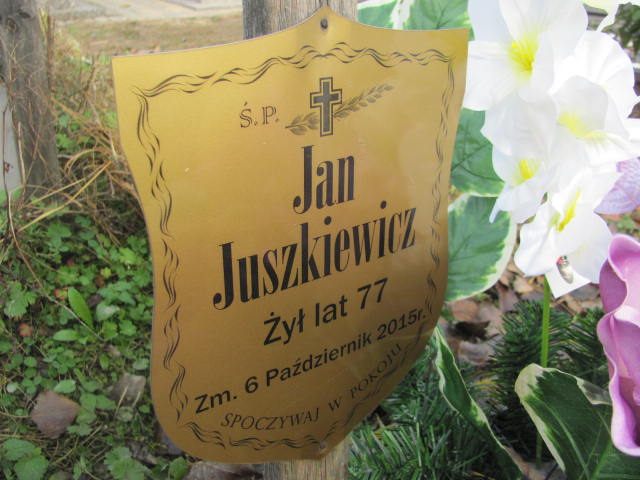 Ś.P.
Jan
Juszkiewicz
Żył lat 77
Zm. 6 Październik 2015r.
SPOCZYWAJ W POKOJU